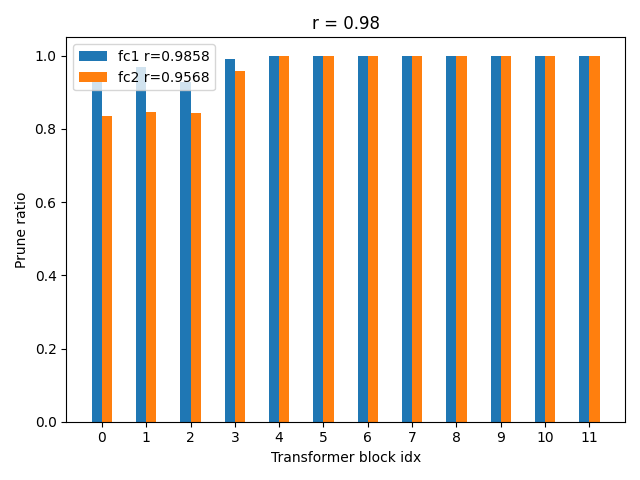 r = 0.98
fc1 r=0.9858
fc2 r=0.9568
Prune ratio
1.0
0.8
0.6
0.4
0.2
0.0
0 1 2 3 4 5 6 7 8 9 10 11
Transformer block idx